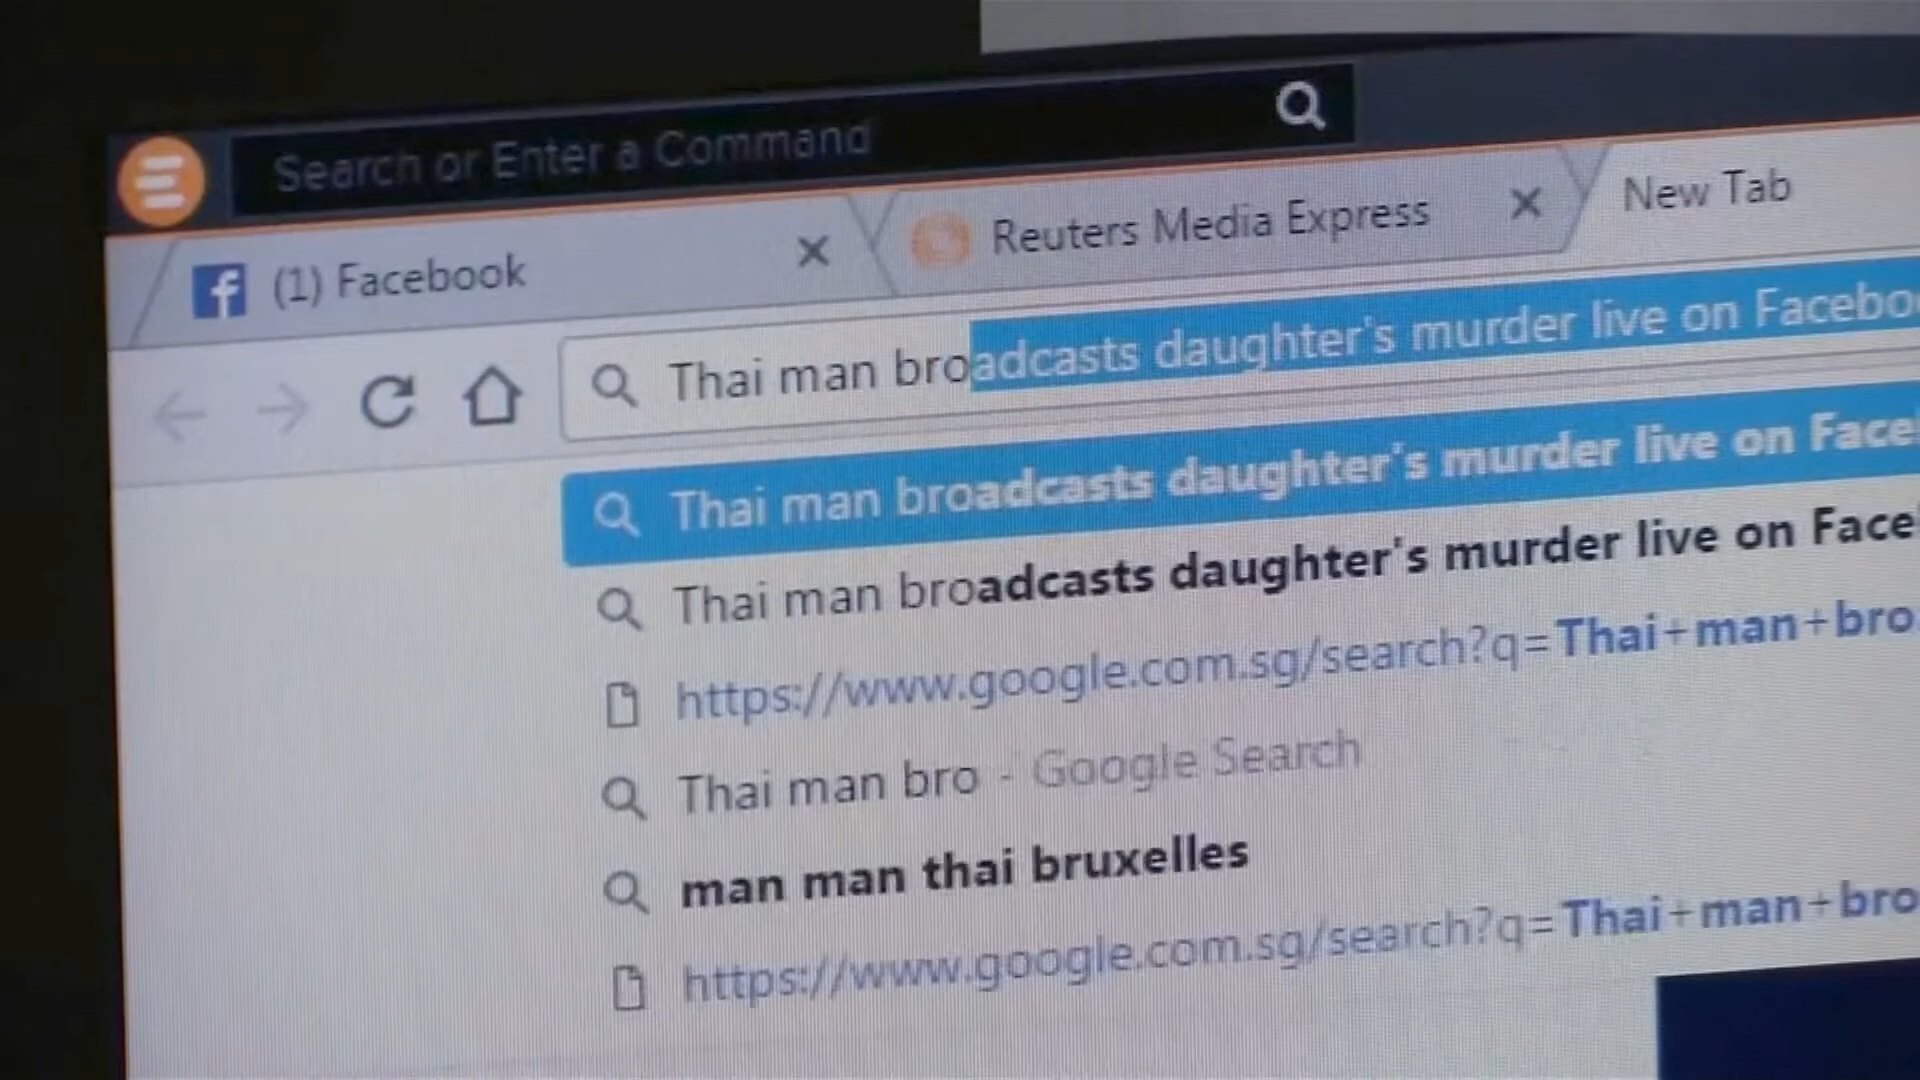 Search or Enter a Command
(1) Facebook
Reuters Media Express
New Tab
Thai man broadcasts daughter's murder live on Facebo
Thai man broadcasts daughter's murder live on Face
Thai man broadcasts daughter's murder live on Face
https://www.google.com.sg/search?q=Thai+man+bro
Thai man bro - Google Search
man man thai bruxelles
https://www.google.com.sg/search?q=Thai+man+bro